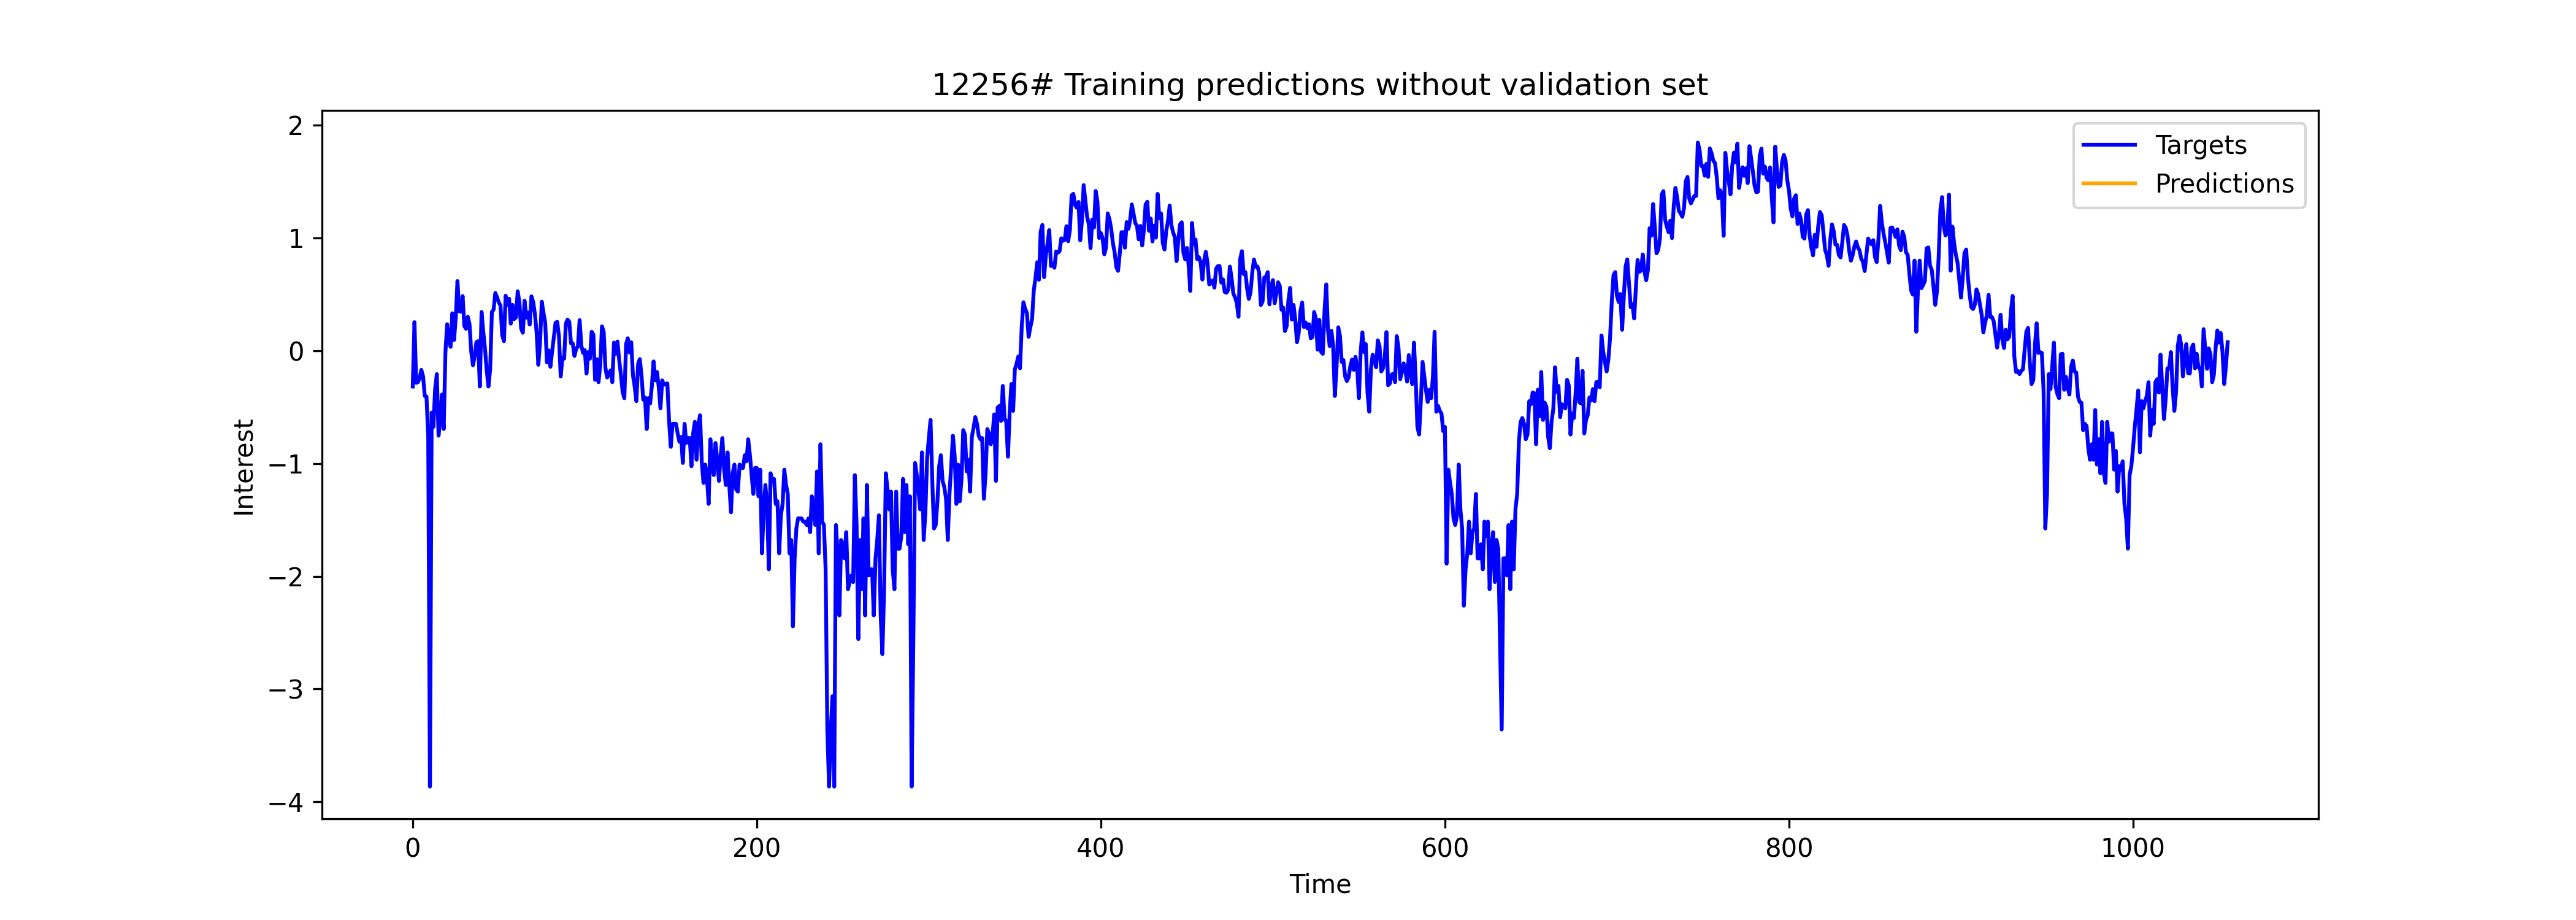 12256# Training predictions without validation set
Targets
Predictions
2
1
0
−1
−2
−3
−4
Interest
0 200 400 600 800 1000
Time